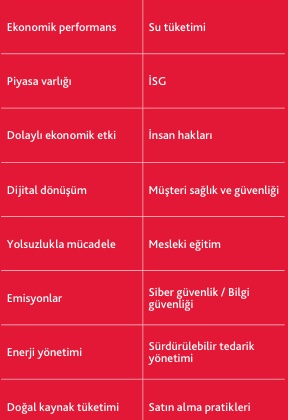 Ekonomik performans
Su tüketimi
Piyasa varlığı
İSG
Dolaylı ekonomik etki
İnsan hakları
Dijital dönüşüm
Müşteri sağlık ve güvenliği
Yolsuzlukla mücadele
Mesleki eğitim
Emisyonlar
Siber güvenlik / Bilgi
güvenliği
Enerji yönetimi
Sürdürülebilir tedarik
yönetimi
Doğal kaynak tüketimi
Satın alma pratikleri